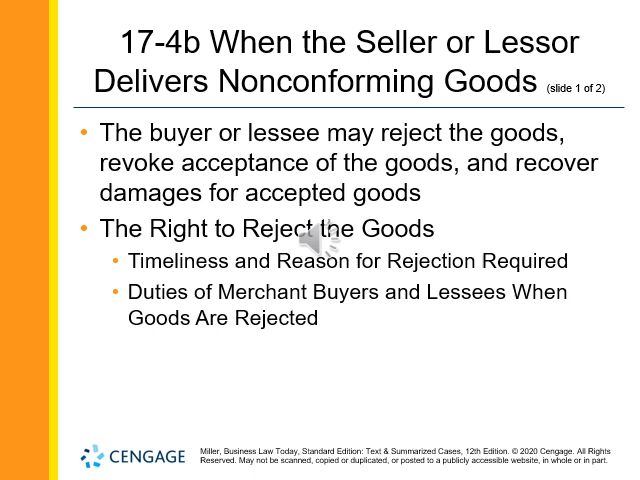 17-4b When the Seller or Lessor
Delivers Nonconforming Goods (slide 1 of 2)
• The buyer or lessee may reject the goods,
revoke acceptance of the goods, and recover
damages for accepted goods
• The Right to Reject the Goods
• Timeliness and Reason for Rejection Required
• Duties of Merchant Buyers and Lessees When
Goods Are Rejected
CENGAGE
Miller, Business Law Today, Standard Edition: Text & Summarized Cases, 12th Edition. © 2020 Cengage. All Rights
Reserved. May not be scanned, copied or duplicated, or posted to a publicly accessible website, in whole or in part.